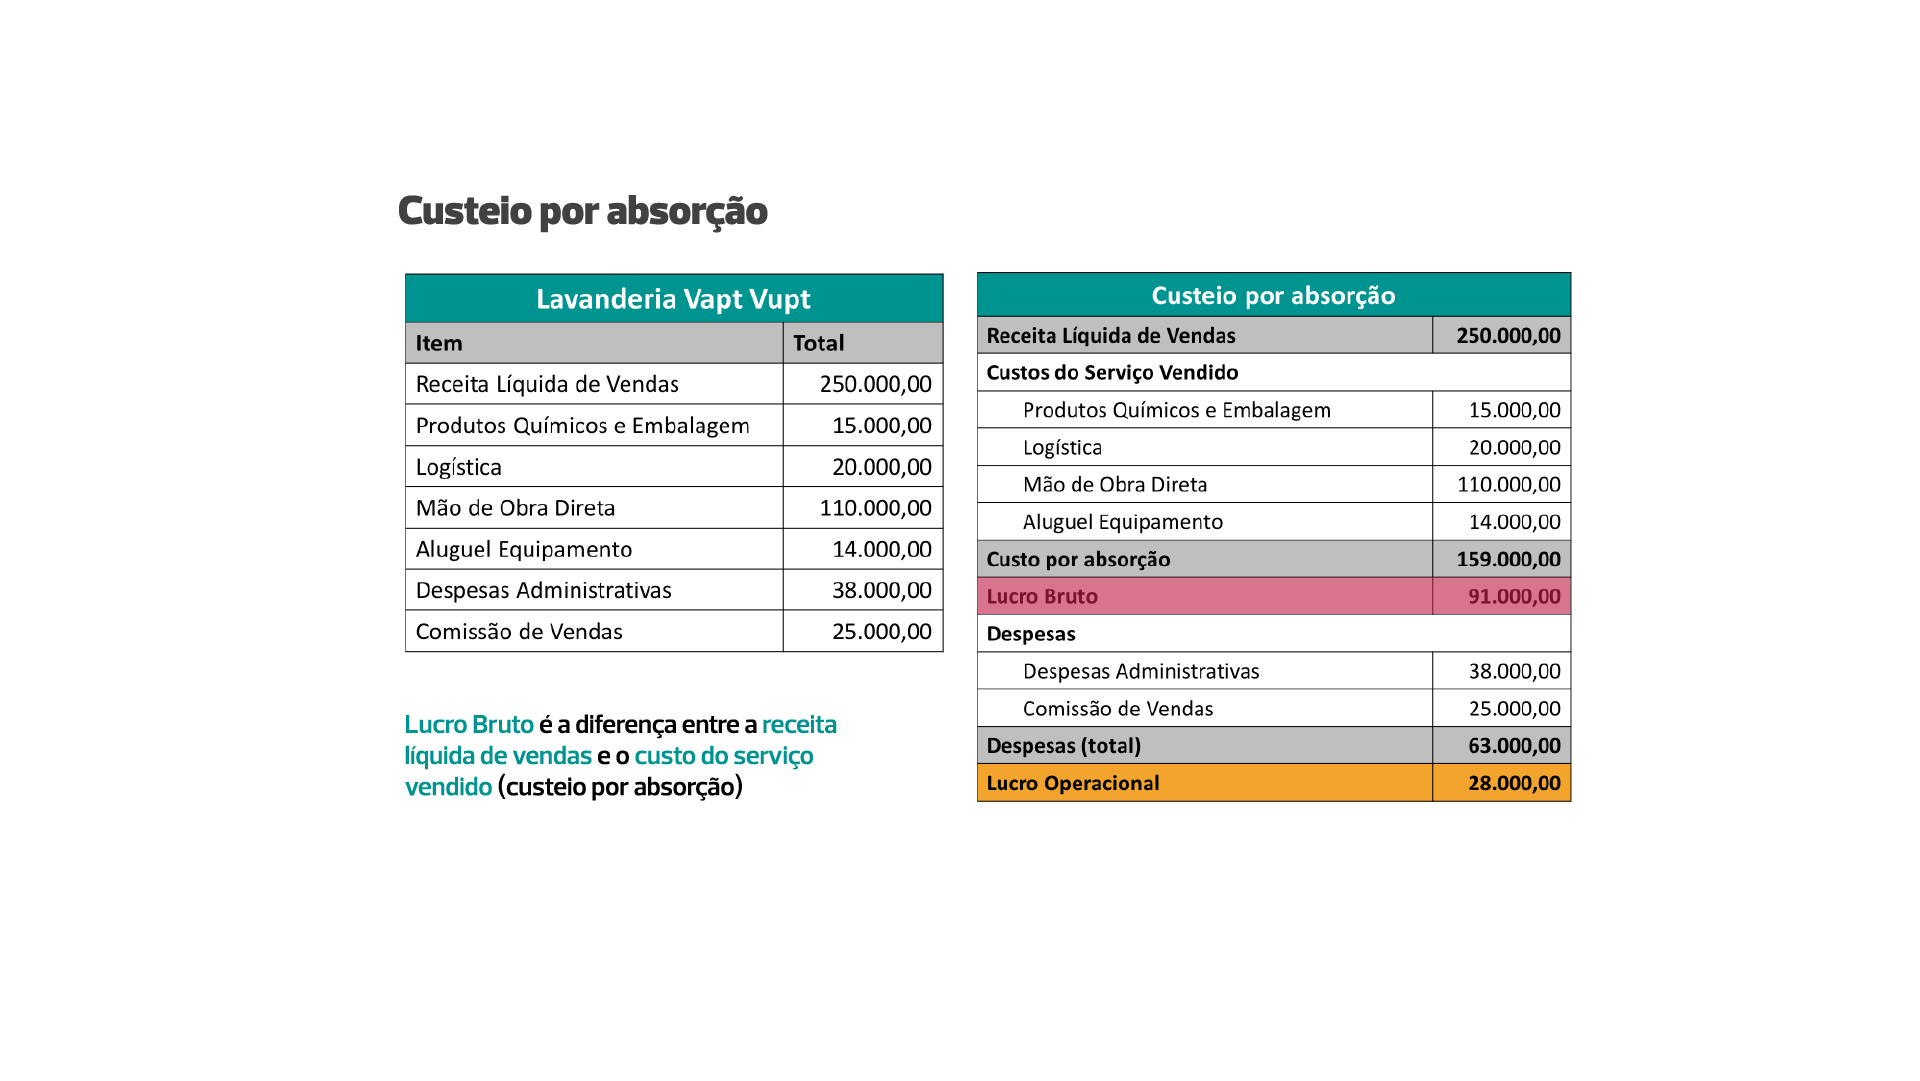 Custeio por absorção
Lavanderia Vapt Vupt
Item Total
Receita Líquida de Vendas 250.000,00
Produtos Químicos e Embalagem 15.000,00
Logística 20.000,00
Mão de Obra Direta 110.000,00
Aluguel Equipamento 14.000,00
Despesas Administrativas 38.000,00
Comissão de Vendas 25.000,00
Lucro Bruto é a diferença entre a receita
líquida de vendas e o custo do serviço
vendido (custeio por absorção)
Custeio por absorção
Receita Líquida de Vendas 250.000,00
Custos do Serviço Vendido
Produtos Químicos e Embalagem 15.000,00
Logística 20.000,00
Mão de Obra Direta 110.000,00
Aluguel Equipamento 14.000,00
Custo por absorção 159.000,00
Lucro Bruto 91.000,00
Despesas
Despesas Administrativas 38.000,00
Comissão de Vendas 25.000,00
Despesas (total) 63.000,00
Lucro Operacional 28.000,00